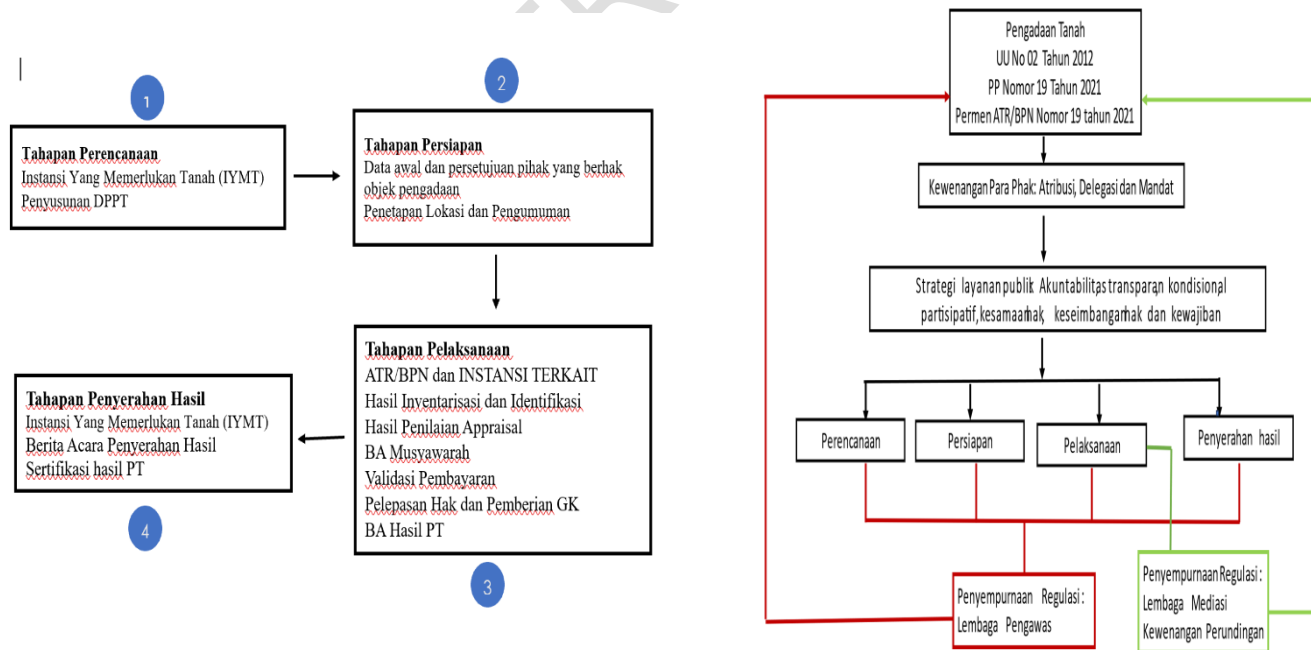 1
Tahapan Perencanaan
Instansi Yang Memerlukan Tanah (IYMT)
Penyusunan DPPT
2
Tahapan Persiapan
Data awal dan persetujuan pihak yang berhak
objek pengadaan
Penetapan Lokasi dan Pengumuman
Tahapan Pelaksanaan
ATR/BPN dan INSTANSI TERKAIT
Hasil Inventarisasi dan Identifikasi
Hasil Penilaian Appraisal
BA Musyawarah
Validasi Pembayaran
Pelepasan Hak dan Pemberian GK
BA Hasil PT
3
Tahapan Penyerahan Hasil
Instansi Yang Memerlukan Tanah (IYMT)
Berita Acara Penyerahan Hasil
Sertifikasi hasil PT
4
Pengadaan Tanah
UU No 02 Tahun 2012
PP Nomor 19 Tahun 2021
Permen ATR/BPN Nomor 19 tahun 2021
Kewenangan Para Phak: Atribusi, Delegasi dan Mandat
Strategi layanan publik Akuntabilitas, transparan, kondisional
partisipatif, kesamaan hak, keseimbangan hak dan kewajiban
Perencanaan
Persiapan
Pelaksanaan
Penyerahan hasil
Penyempurnaan Regulasi :
Lembaga Pengawas
Penyempurnaan Regulasi :
Lembaga Mediasi
Kewenangan Perundingan